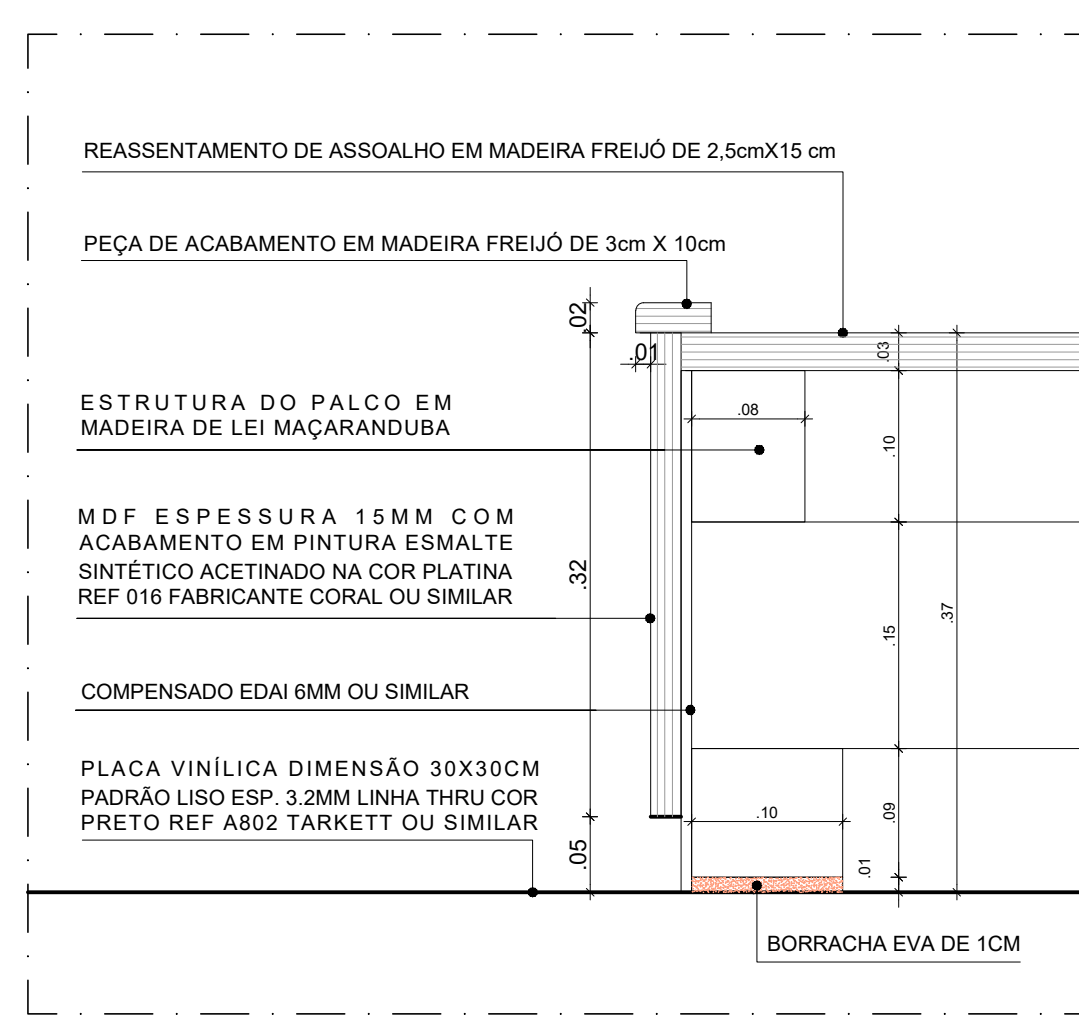 REASSENTAMENTO DE ASSOALHO EM MADEIRA FREIJÓ DE 2,5cmX15 cm
PEÇA DE ACABAMENTO EM MADEIRA FREIJÓ DE 3cm X 10cm
.02
.01
.03
ESTRUTURA DO PALCO EM
MADEIRA DE LEI MAÇARANDUBA
.08
.10
MDF ESPESSURA 15MM COM
ACABAMENTO EM PINTURA ESMALTE
SINTÉTICO ACETINADO NA COR PLATINA
REF 016 FABRICANTE CORAL OU SIMILAR
.32
.15
.37
COMPENSADO EDAI 6MM OU SIMILAR
PLACA VINÍLICA DIMENSÃO 30X30CM
PADRÃO LISO ESP. 3.2MM LINHA THRU COR
PRETO REF A802 TARKETT OU SIMILAR
.05
.10
.09
.01
BORRACHA EVA DE 1CM